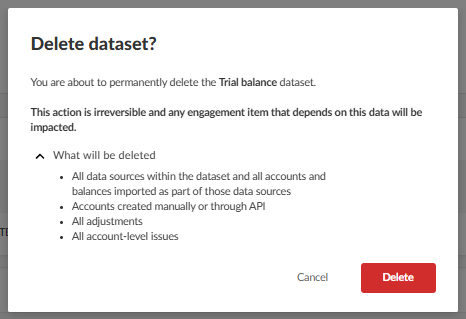 Delete dataset?
You are about to permanently delete the Trial balance dataset.
This action is irreversible and any engagement item that depends on this data will be
impacted.
What will be deleted
• All data sources within the dataset and all accounts and
balances imported as part of those data sources
• Accounts created manually or through API
• All adjustments
• All account-level issues
Cancel
Delete